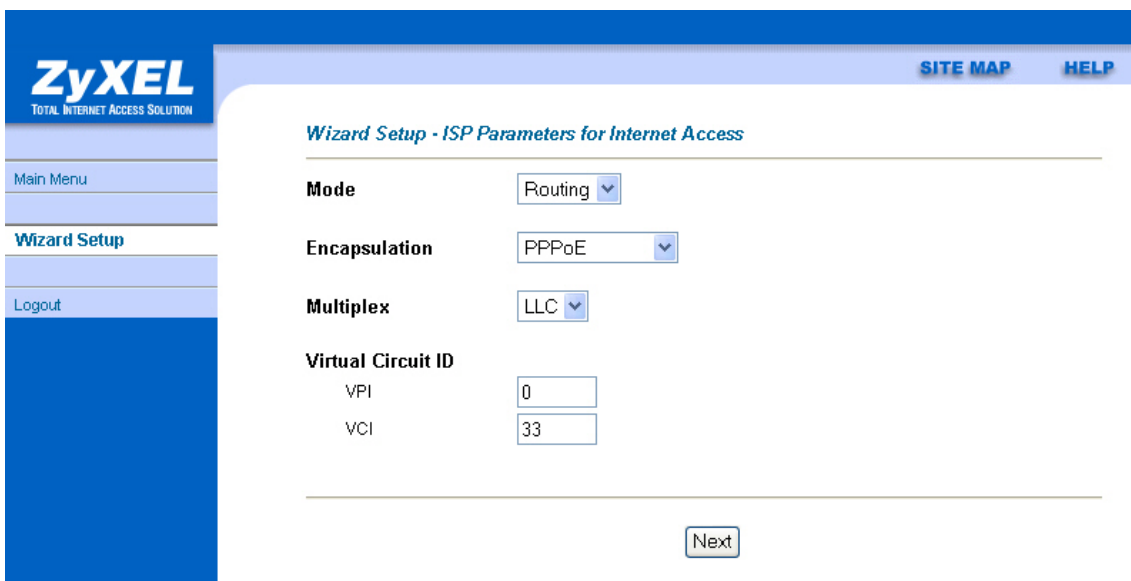 ZyXEL
TOTAL INTERNET ACCESS SOLUTION
SITE MAP HELP
Main Menu
Wizard Setup
Logout
Wizard Setup - ISP Parameters for Internet Access
Mode Routing
Encapsulation PPPoE
Multiplex LLC
Virtual Circuit ID
VPI 0
VCI 33
Next